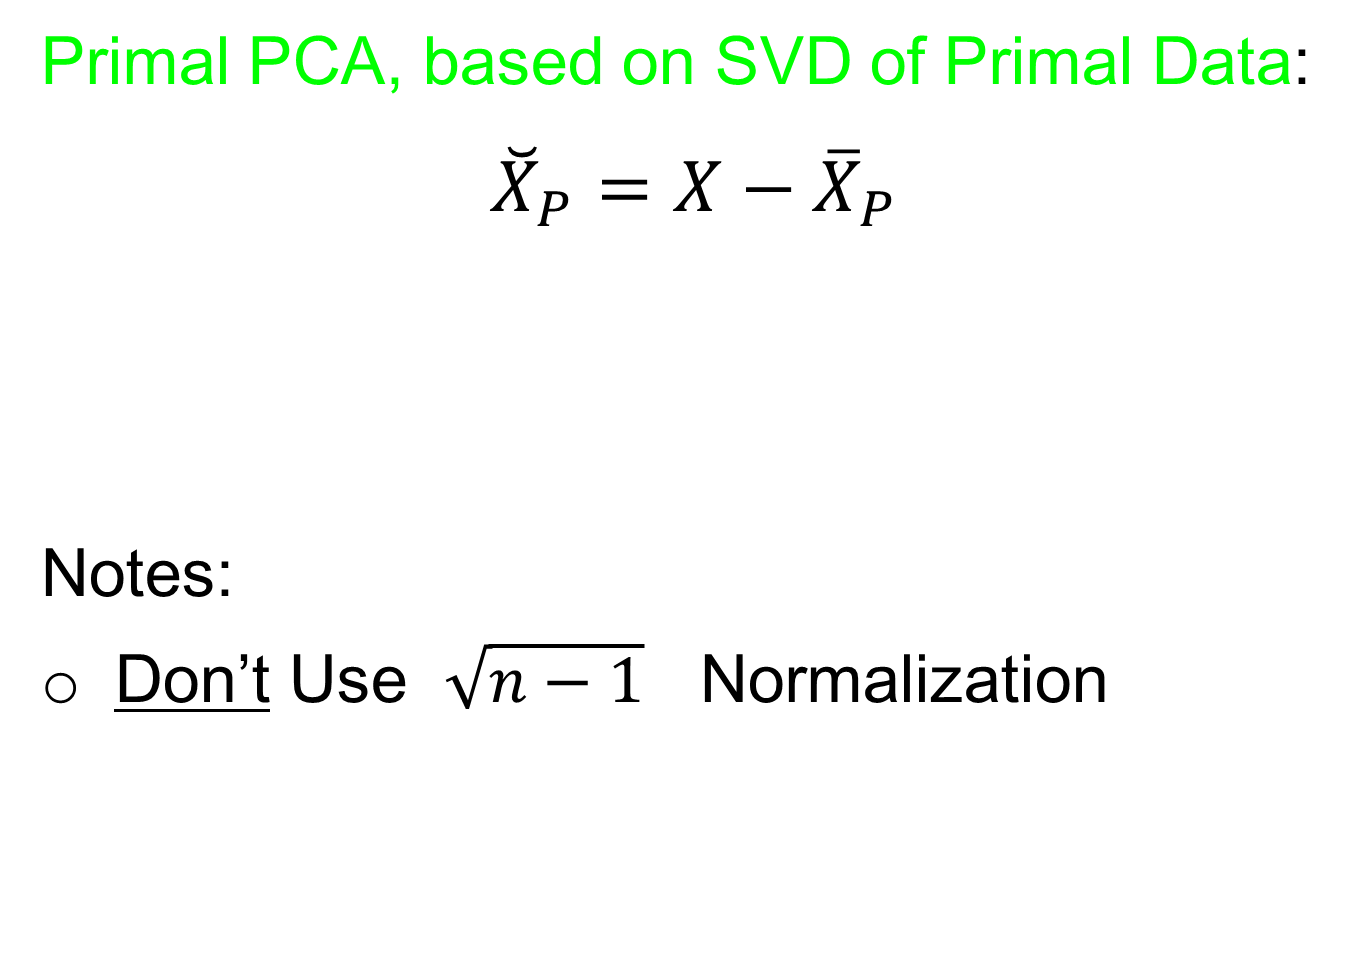 Primal PCA, based on SVD of Primal Data:
X̆_P = X − X̄_P
Notes:
○ Don’t Use √(n − 1) Normalization